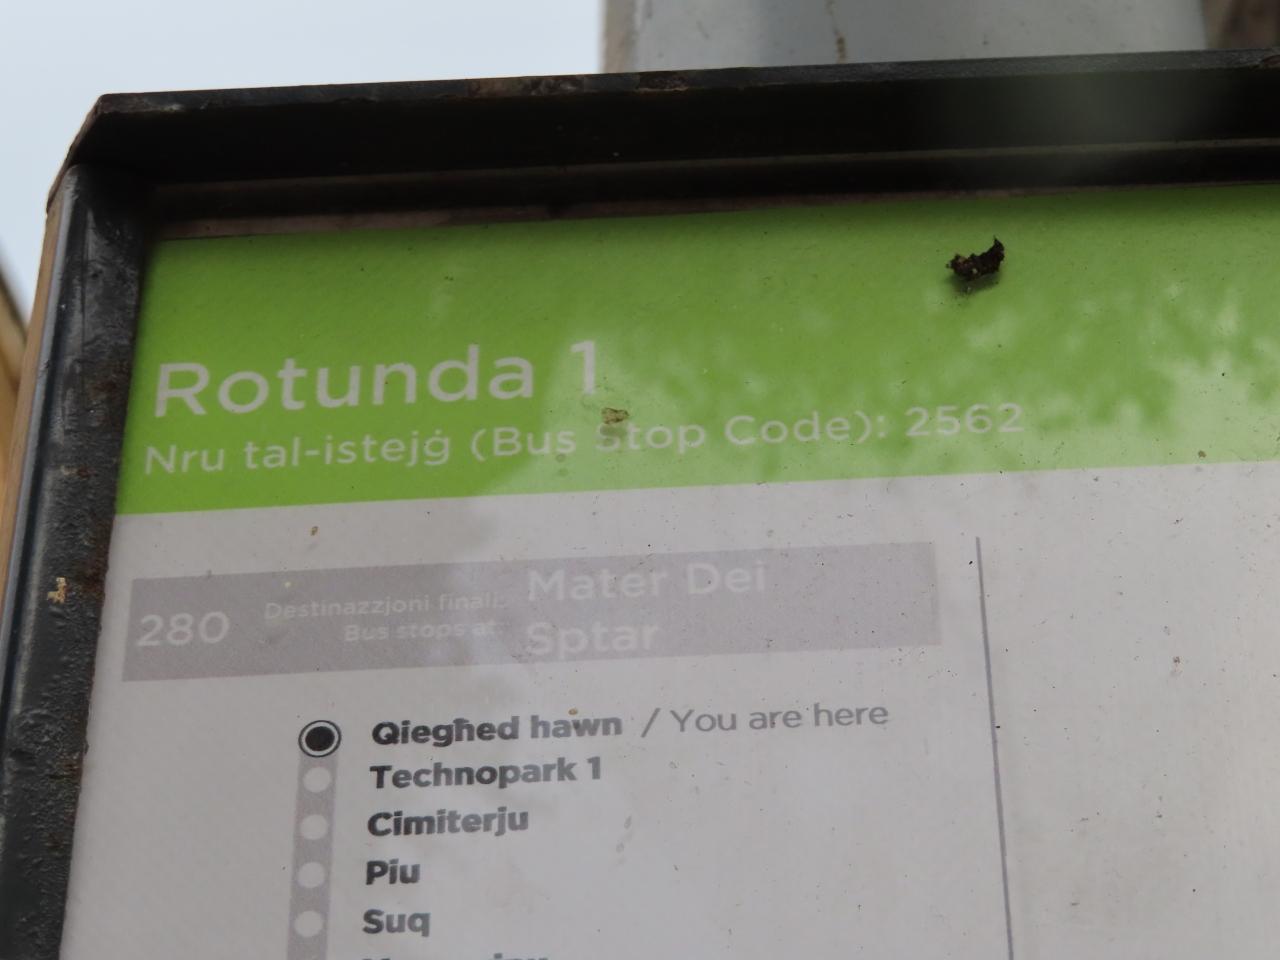 Rotunda 1
Nru tal-istejġ (Bus Stop Code): 2562
280
Destinazzjoni finali:
Bus stops at:
Mater Dei
Sptar
Qiegħed hawn / You are here
Technopark 1
Cimiterju
Piu
Suq